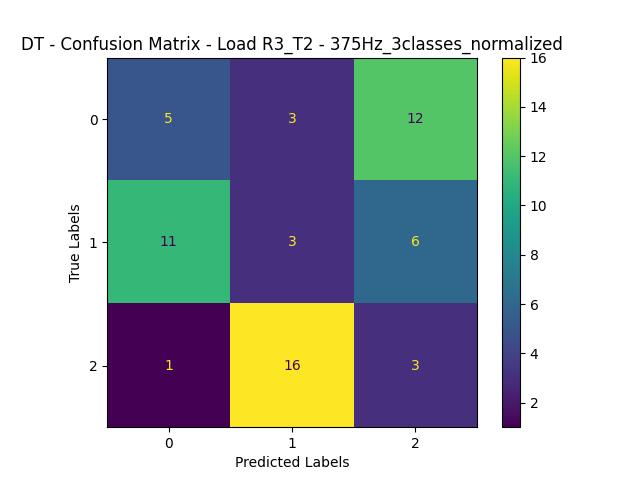 DT - Confusion Matrix - Load R3_T2 - 375Hz_3classes_normalized
0 5 3 12
1 11 3 6
2 1 16 3
0 1 2
Predicted Labels
True Labels
16
14
12
10
8
6
4
2